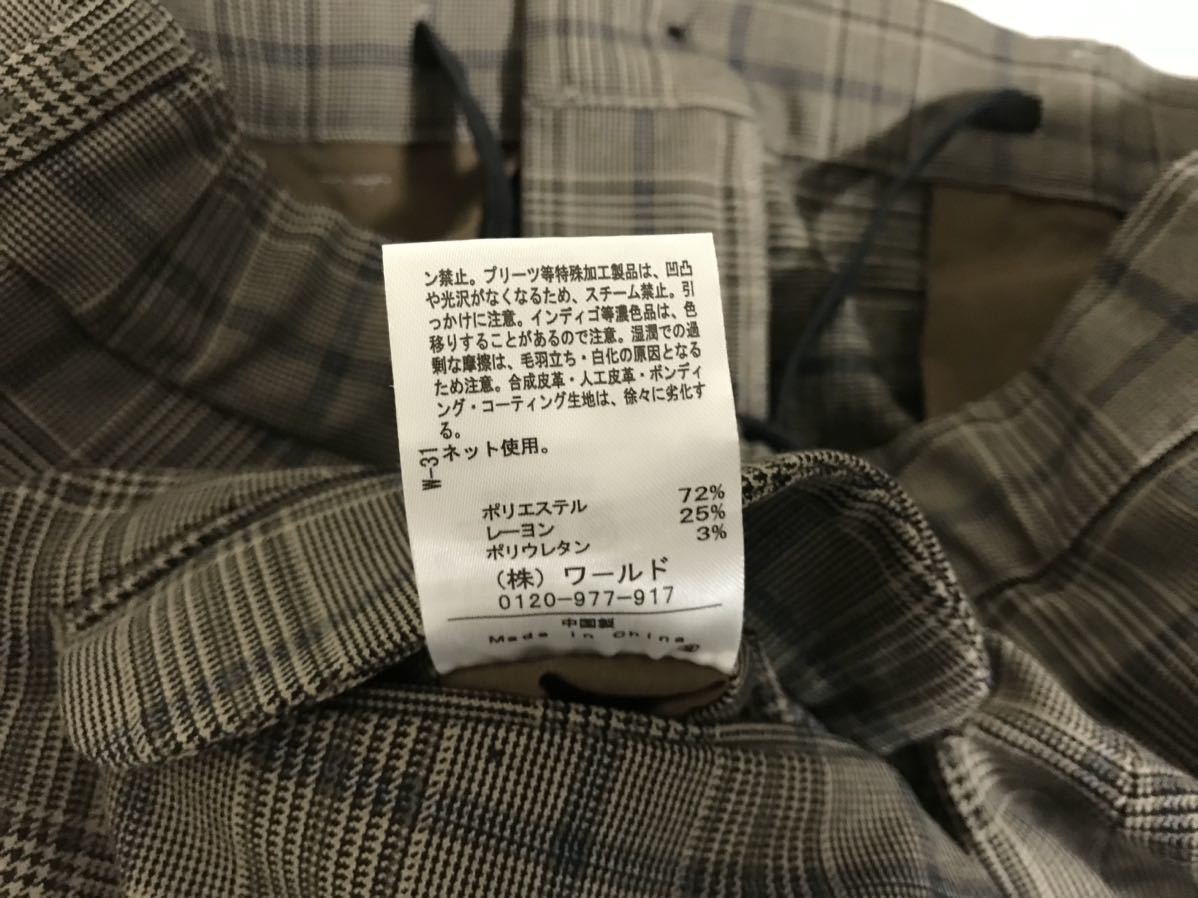 ン禁止。プリーツ等特殊加工製品は、凹凸
や光沢がなくなるため、スチーム禁止。引
っかけに注意。インディゴ等濃色品は、色
移りすることがあるので注意。湿潤での過
剰な摩擦は、毛羽立ち・白化の原因となる
ため注意。合成皮革・人工皮革・ボンディ
ング・コーティング生地は、徐々に劣化す
る。
ネット使用。
W-31
ポリエステル 72%
レーヨン 25%
ポリウレタン 3%
(株) ワールド
0120-977-917
中国製
Made in China